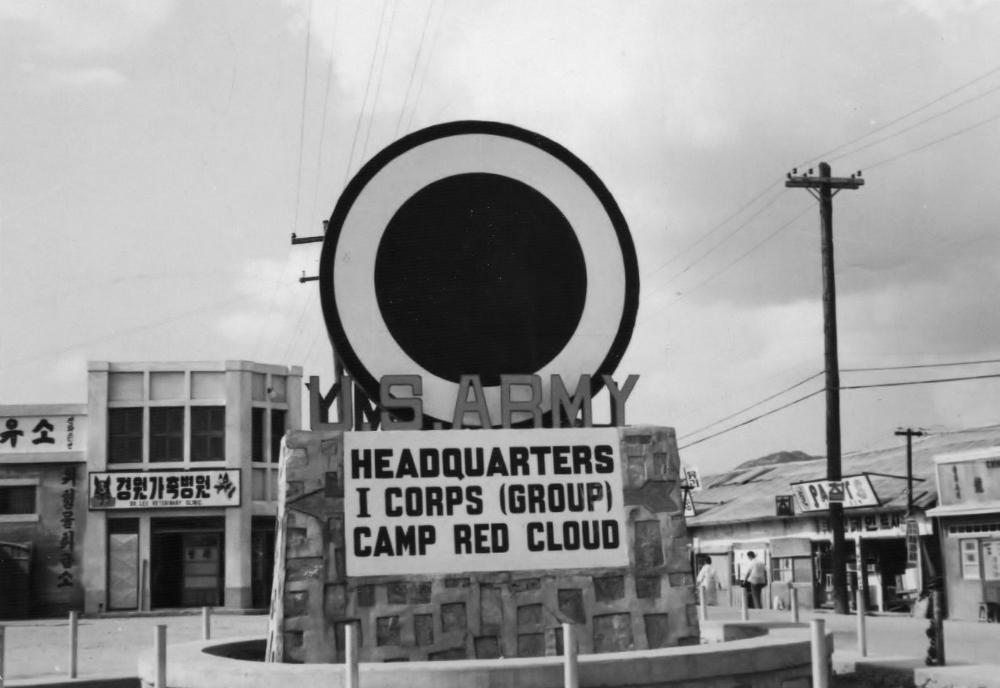 U.S. ARMY
HEADQUARTERS
I CORPS (GROUP)
CAMP RED CLOUD
유소
경원가축병원
DR. LEE VETERINARY CLINIC.